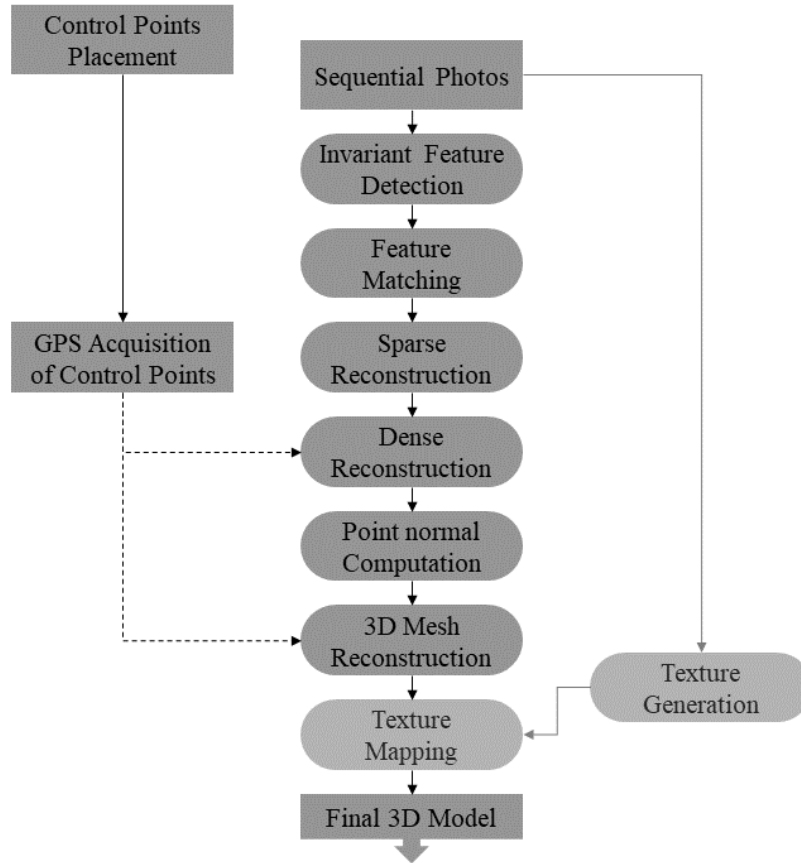 Control Points
Placement
Sequential Photos
Invariant Feature
Detection
Feature
Matching
GPS Acquisition
of Control Points
Sparse
Reconstruction
Dense
Reconstruction
Point normal
Computation
3D Mesh
Reconstruction
Texture
Generation
Texture
Mapping
Final 3D Model